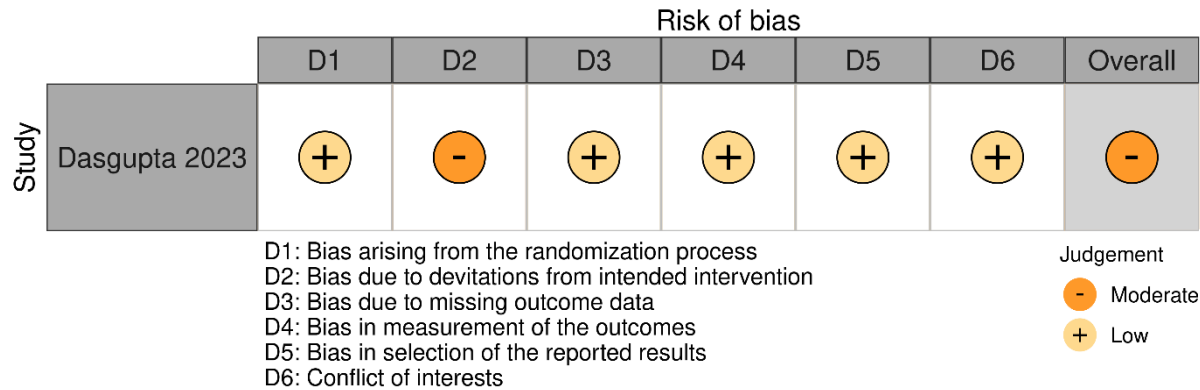 Risk of bias
D1 D2 D3 D4 D5 D6 Overall
Study
Dasgupta 2023 + - + + + + -
D1: Bias arising from the randomization process
D2: Bias due to devitations from intended intervention
D3: Bias due to missing outcome data
D4: Bias in measurement of the outcomes
D5: Bias in selection of the reported results
D6: Conflict of interests
Judgement
- Moderate
+ Low